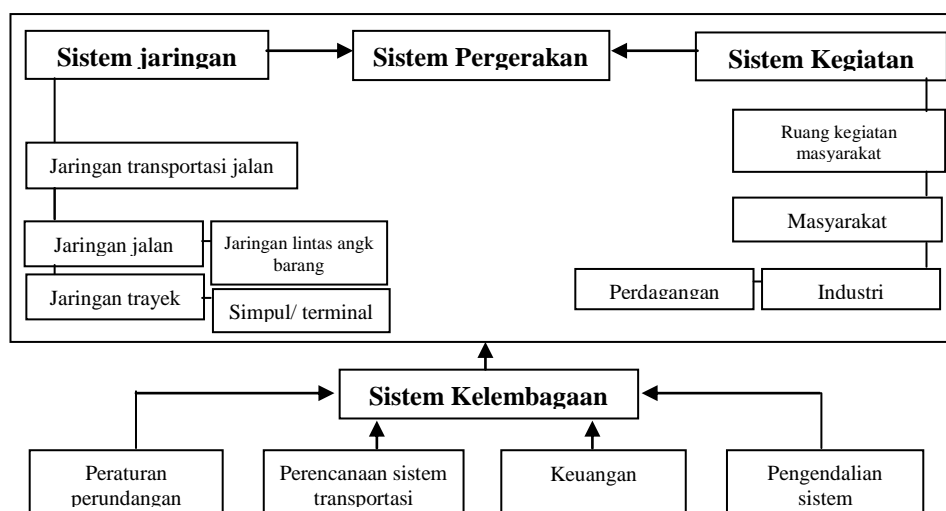 Sistem jaringan
Sistem Pergerakan
Sistem Kegiatan
Ruang kegiatan
masyarakat
Jaringan transportasi jalan
Masyarakat
Jaringan jalan
Jaringan lintas angk
barang
Jaringan trayek
Simpul/ terminal
Perdagangan
Industri
Sistem Kelembagaan
Peraturan
perundangan
Perencanaan sistem
transportasi
Keuangan
Pengendalian
sistem